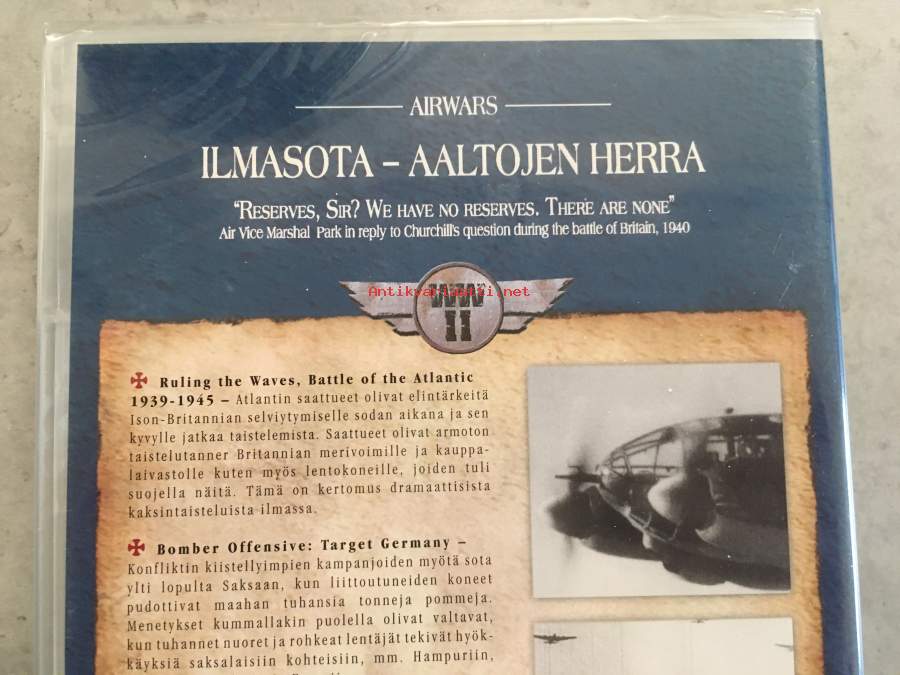 AIRWARS
ILMASOTA – AALTOJEN HERRA
“RESERVES, SIR? WE HAVE NO RESERVES. THERE ARE NONE”
Air Vice Marshal Park in reply to Churchill's question during the battle of Britain, 1940
Antikvariaatti.net
II
Ruling the Waves, Battle of the Atlantic
1939-1945 – Atlantin saattueet olivat elintärkeitä
Ison-Britannian selviytymiselle sodan aikana ja sen
kyvylle jatkaa taistelemista. Saattueet olivat armoton
taistelutanner Britannian merivoimille ja kauppa-
laivastolle kuten myös lentokoneille, joiden tuli
suojella näitä. Tämä on kertomus dramaattisista
kaksintaisteluista ilmassa.
Bomber Offensive: Target Germany –
Konfliktin kiistellyimpien kampanjoiden myötä sota
ylti lopulta Saksaan, kun liittoutuneiden koneet
pudottivat maahan tuhansia tonneja pommeja.
Menetykset kummallakin puolella olivat valtavat,
kun tuhannet nuoret ja rohkeat lentäjät tekivät hyök-
käyksiä saksalaisiin kohteisiin, mm. Hampuriin,